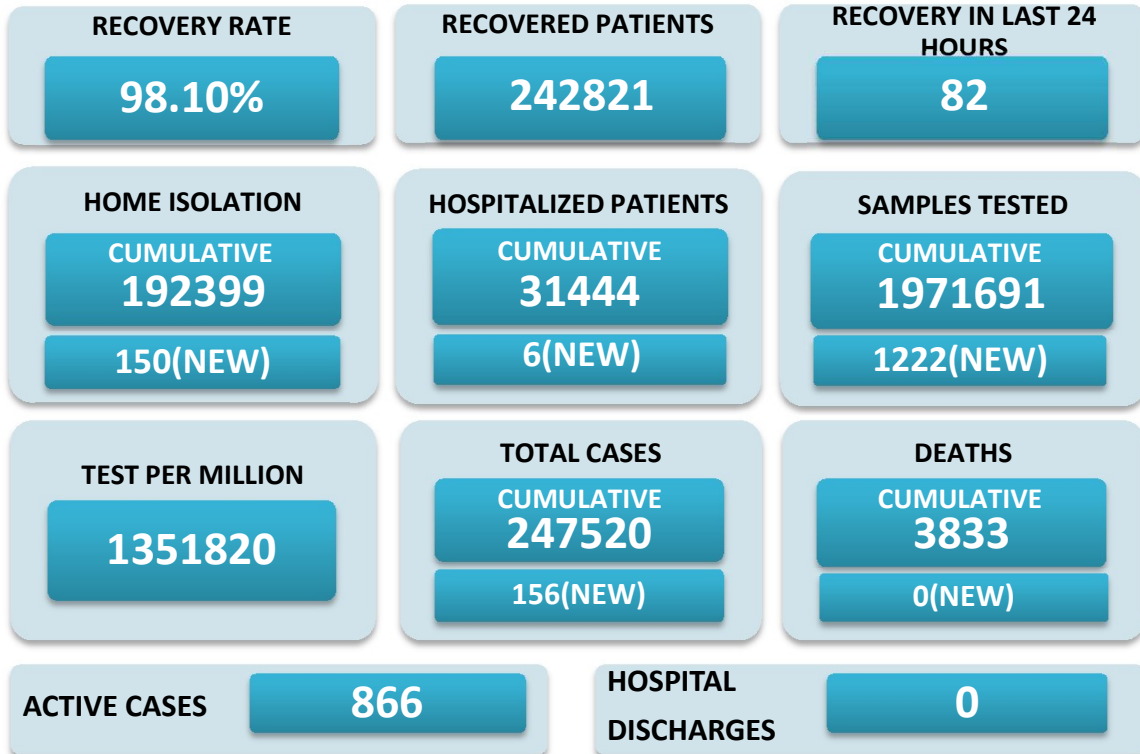 RECOVERY RATE
98.10%
RECOVERED PATIENTS
242821
RECOVERY IN LAST 24
HOURS
82
HOME ISOLATION
CUMULATIVE
192399
150(NEW)
HOSPITALIZED PATIENTS
CUMULATIVE
31444
6(NEW)
SAMPLES TESTED
CUMULATIVE
1971691
1222(NEW)
TEST PER MILLION
1351820
TOTAL CASES
CUMULATIVE
247520
156(NEW)
DEATHS
CUMULATIVE
3833
0(NEW)
ACTIVE CASES
866
HOSPITAL
DISCHARGES
0